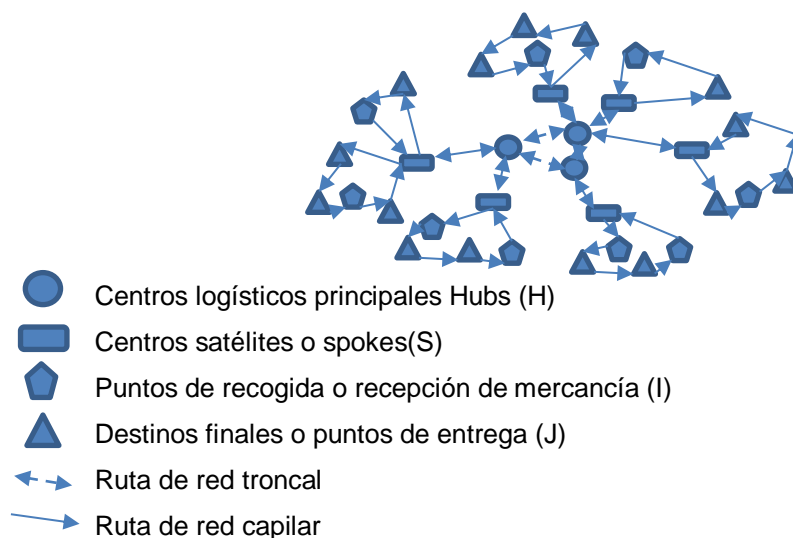 Centros logísticos principales Hubs (H)
Centros satélites o spokes(S)
Puntos de recogida o recepción de mercancía (I)
Destinos finales o puntos de entrega (J)
Ruta de red troncal
Ruta de red capilar